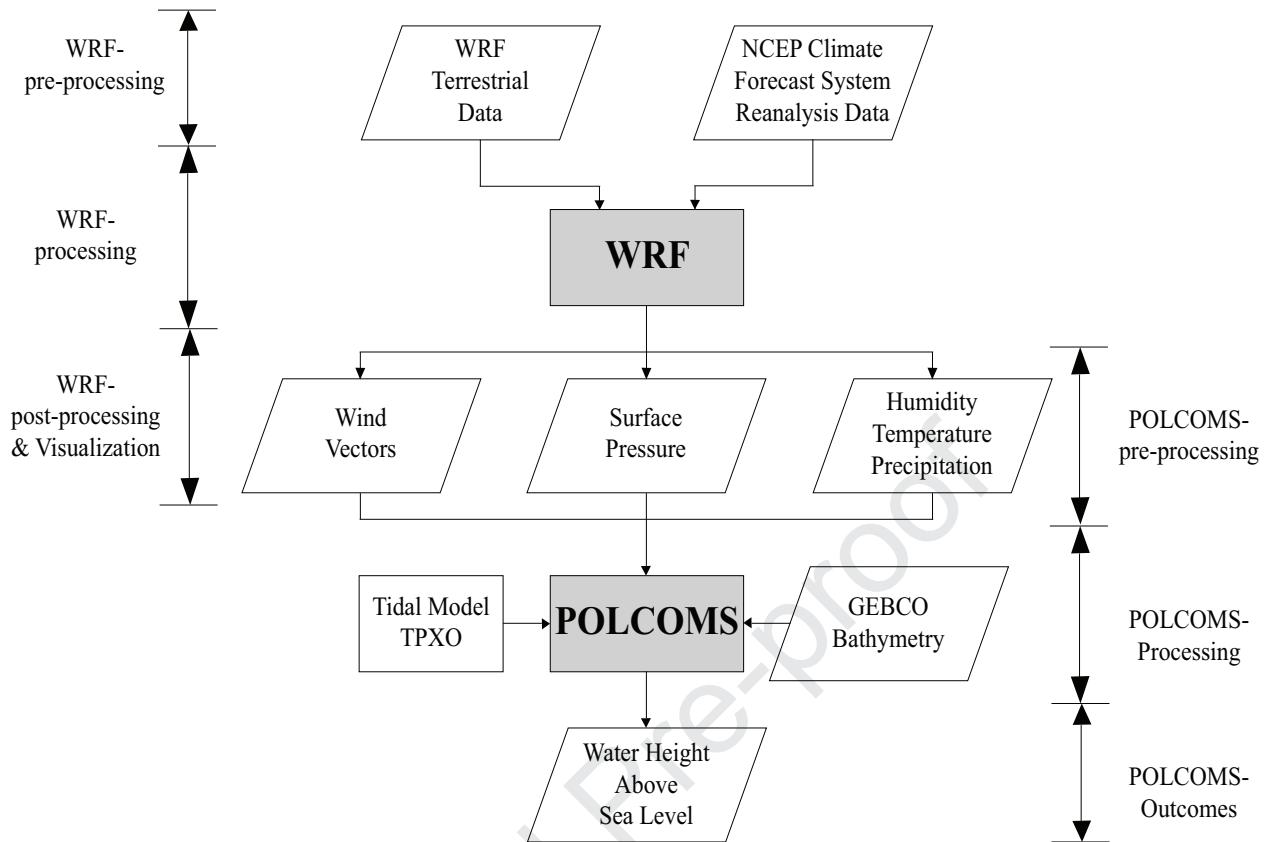 WRF-
pre-processing
WRF
Terrestrial
Data
NCEP Climate
Forecast System
Reanalysis Data
WRF-
processing
WRF
WRF-
post-processing
& Visualization
Wind
Vectors
Surface
Pressure
Humidity
Temperature
Precipitation
POLCOMS-
pre-processing
Tidal Model
TPXO
POLCOMS
GEBCO
Bathymetry
POLCOMS-
Processing
Water Height
Above
Sea Level
POLCOMS-
Outcomes
Pre-proof